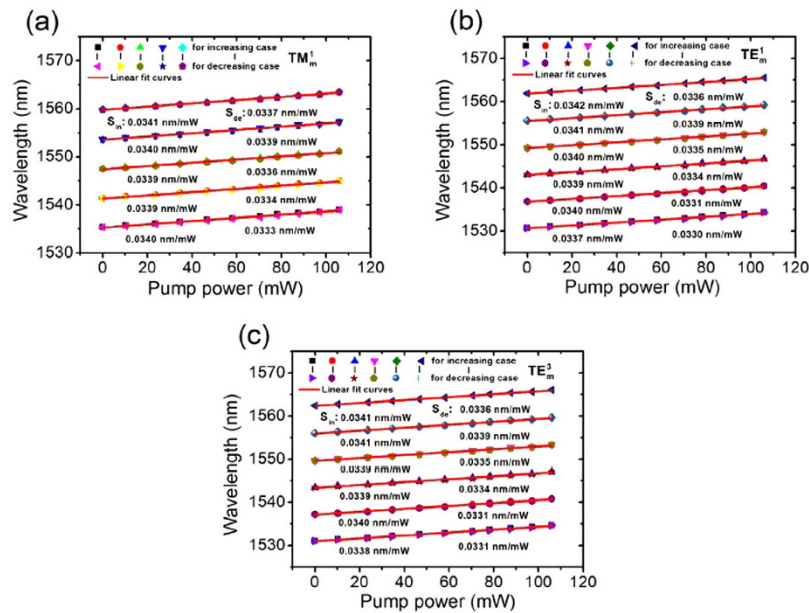 (a)
for increasing case
for decreasing case
Linear fit curves
TM¹ₘ
S_in: 0.0341 nm/mW
S_de: 0.0337 nm/mW
0.0340 nm/mW
0.0339 nm/mW
0.0339 nm/mW
0.0336 nm/mW
0.0339 nm/mW
0.0334 nm/mW
0.0340 nm/mW
0.0333 nm/mW
Wavelength (nm)
1570
1560
1550
1540
1530
0 20 40 60 80 100 120
Pump power (mW)
(b)
for increasing case
for decreasing case
Linear fit curves
TE¹ₘ
S_in: 0.0342 nm/mW
S_de: 0.0336 nm/mW
0.0341 nm/mW
0.0339 nm/mW
0.0340 nm/mW
0.0335 nm/mW
0.0339 nm/mW
0.0334 nm/mW
0.0340 nm/mW
0.0331 nm/mW
0.0337 nm/mW
0.0330 nm/mW
Wavelength (nm)
1570
1560
1550
1540
1530
0 20 40 60 80 100 120
Pump power (mW)
(c)
for increasing case
for decreasing case
Linear fit curves
TE³ₘ
S_in: 0.0341 nm/mW
S_de: 0.0336 nm/mW
0.0341 nm/mW
0.0339 nm/mW
0.0339 nm/mW
0.0335 nm/mW
0.0339 nm/mW
0.0334 nm/mW
0.0340 nm/mW
0.0331 nm/mW
0.0338 nm/mW
0.0331 nm/mW
Wavelength (nm)
1570
1560
1550
1540
1530
0 20 40 60 80 100 120
Pump power (mW)